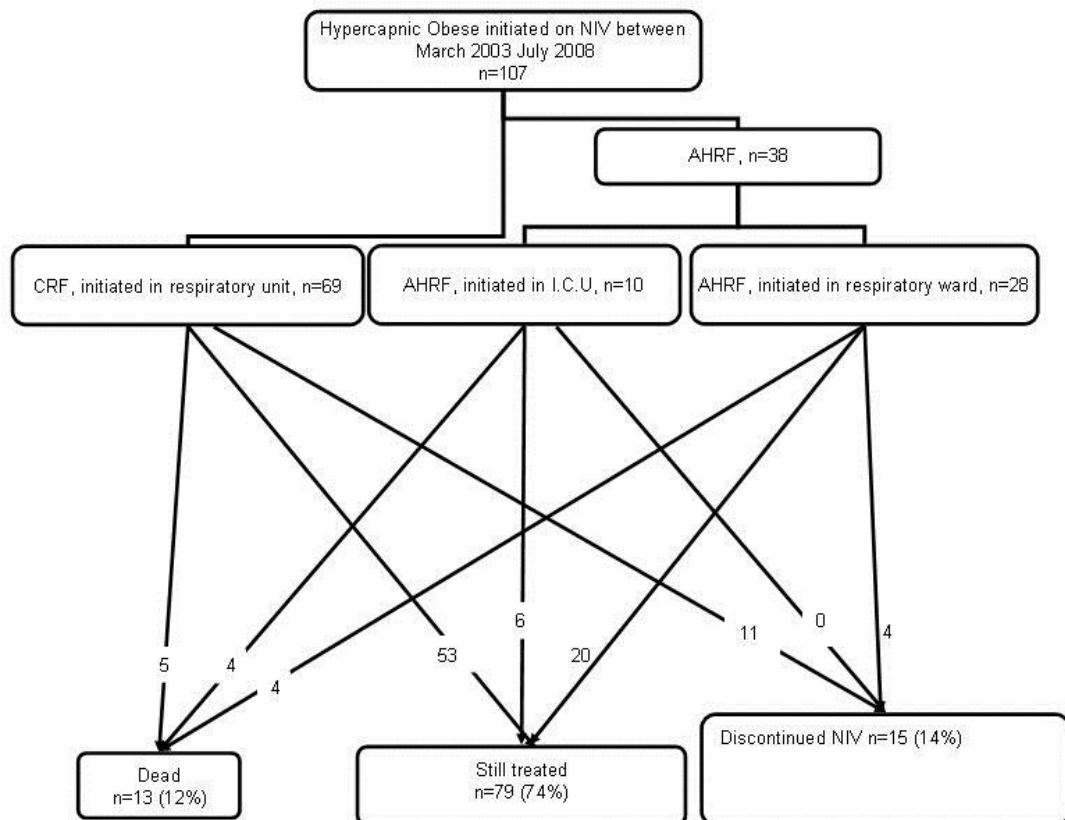 Hypercapnic Obese initiated on NIV between
March 2003 July 2008
n=107
AHRF, n=38
CRF, initiated in respiratory unit, n=69
AHRF, initiated in I.C.U, n=10
AHRF, initiated in respiratory ward, n=28
5
4
4
53
6
20
11
0
4
Dead
n=13 (12%)
Still treated
n=79 (74%)
Discontinued NIV n=15 (14%)